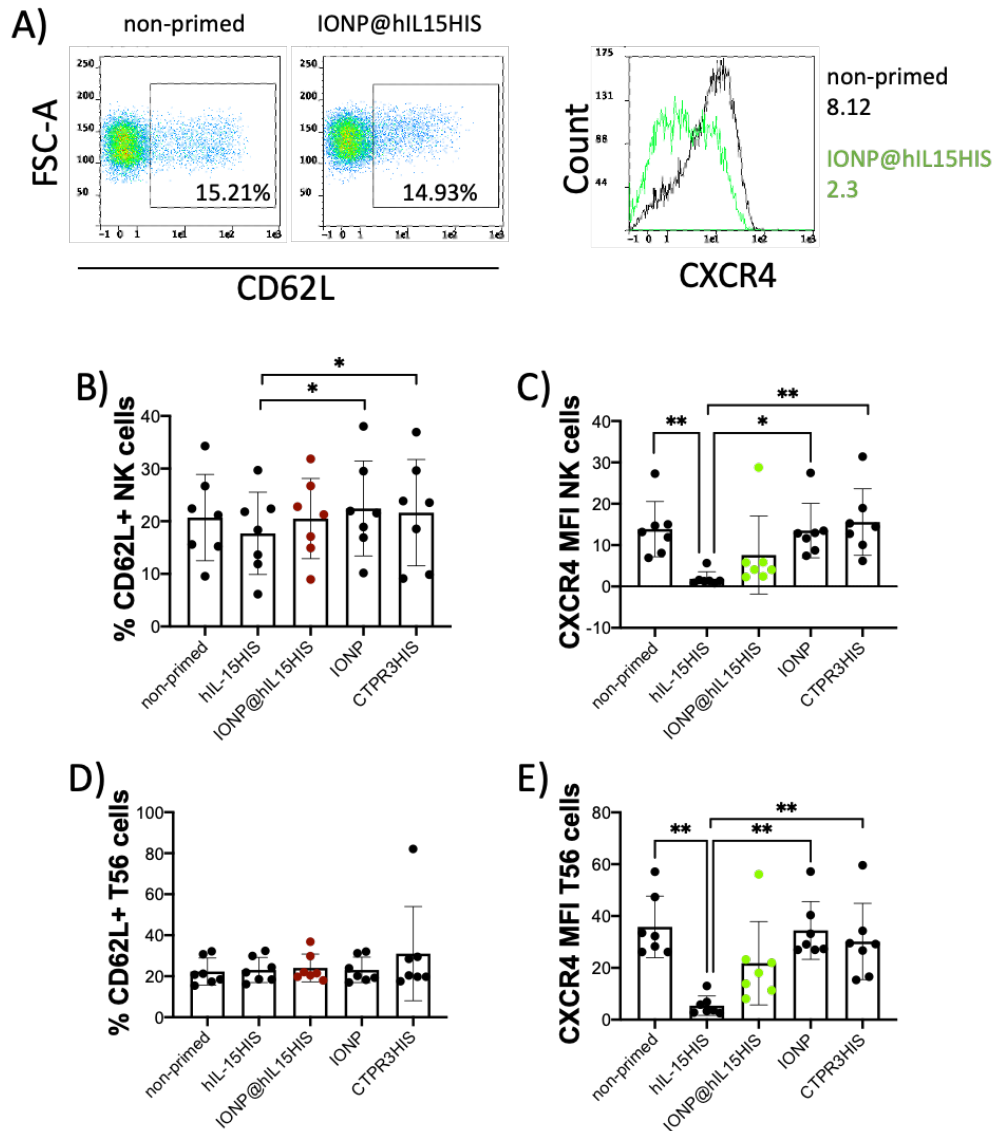 A)
non-primed
IONP@hIL15HIS
FSC-A
250
200
150
100
50
-1 0 1 1e1 1e2 1e3
15.21%
250
200
150
100
50
-1 0 1 1e1 1e2 1e3
14.93%
CD62L
Count
175
131
88
44
-1 0 1 1e1 1e2 1e3
CXCR4
non-primed
8.12
IONP@hIL15HIS
2.3
B)
% CD62L+ NK cells
40
30
20
10
0
*
*
non-primed
hIL-15HIS
IONP@hIL15HIS
IONP
CTPR3HIS
C)
CXCR4 MFI NK cells
40
30
20
10
0
-10
**
**
*
non-primed
hIL-15HIS
IONP@hIL15HIS
IONP
CTPR3HIS
D)
% CD62L+ T56 cells
100
80
60
40
20
0
non-primed
hIL-15HIS
IONP@hIL15HIS
IONP
CTPR3HIS
E)
CXCR4 MFI T56 cells
80
60
40
20
0
**
**
**
non-primed
hIL-15HIS
IONP@hIL15HIS
IONP
CTPR3HIS